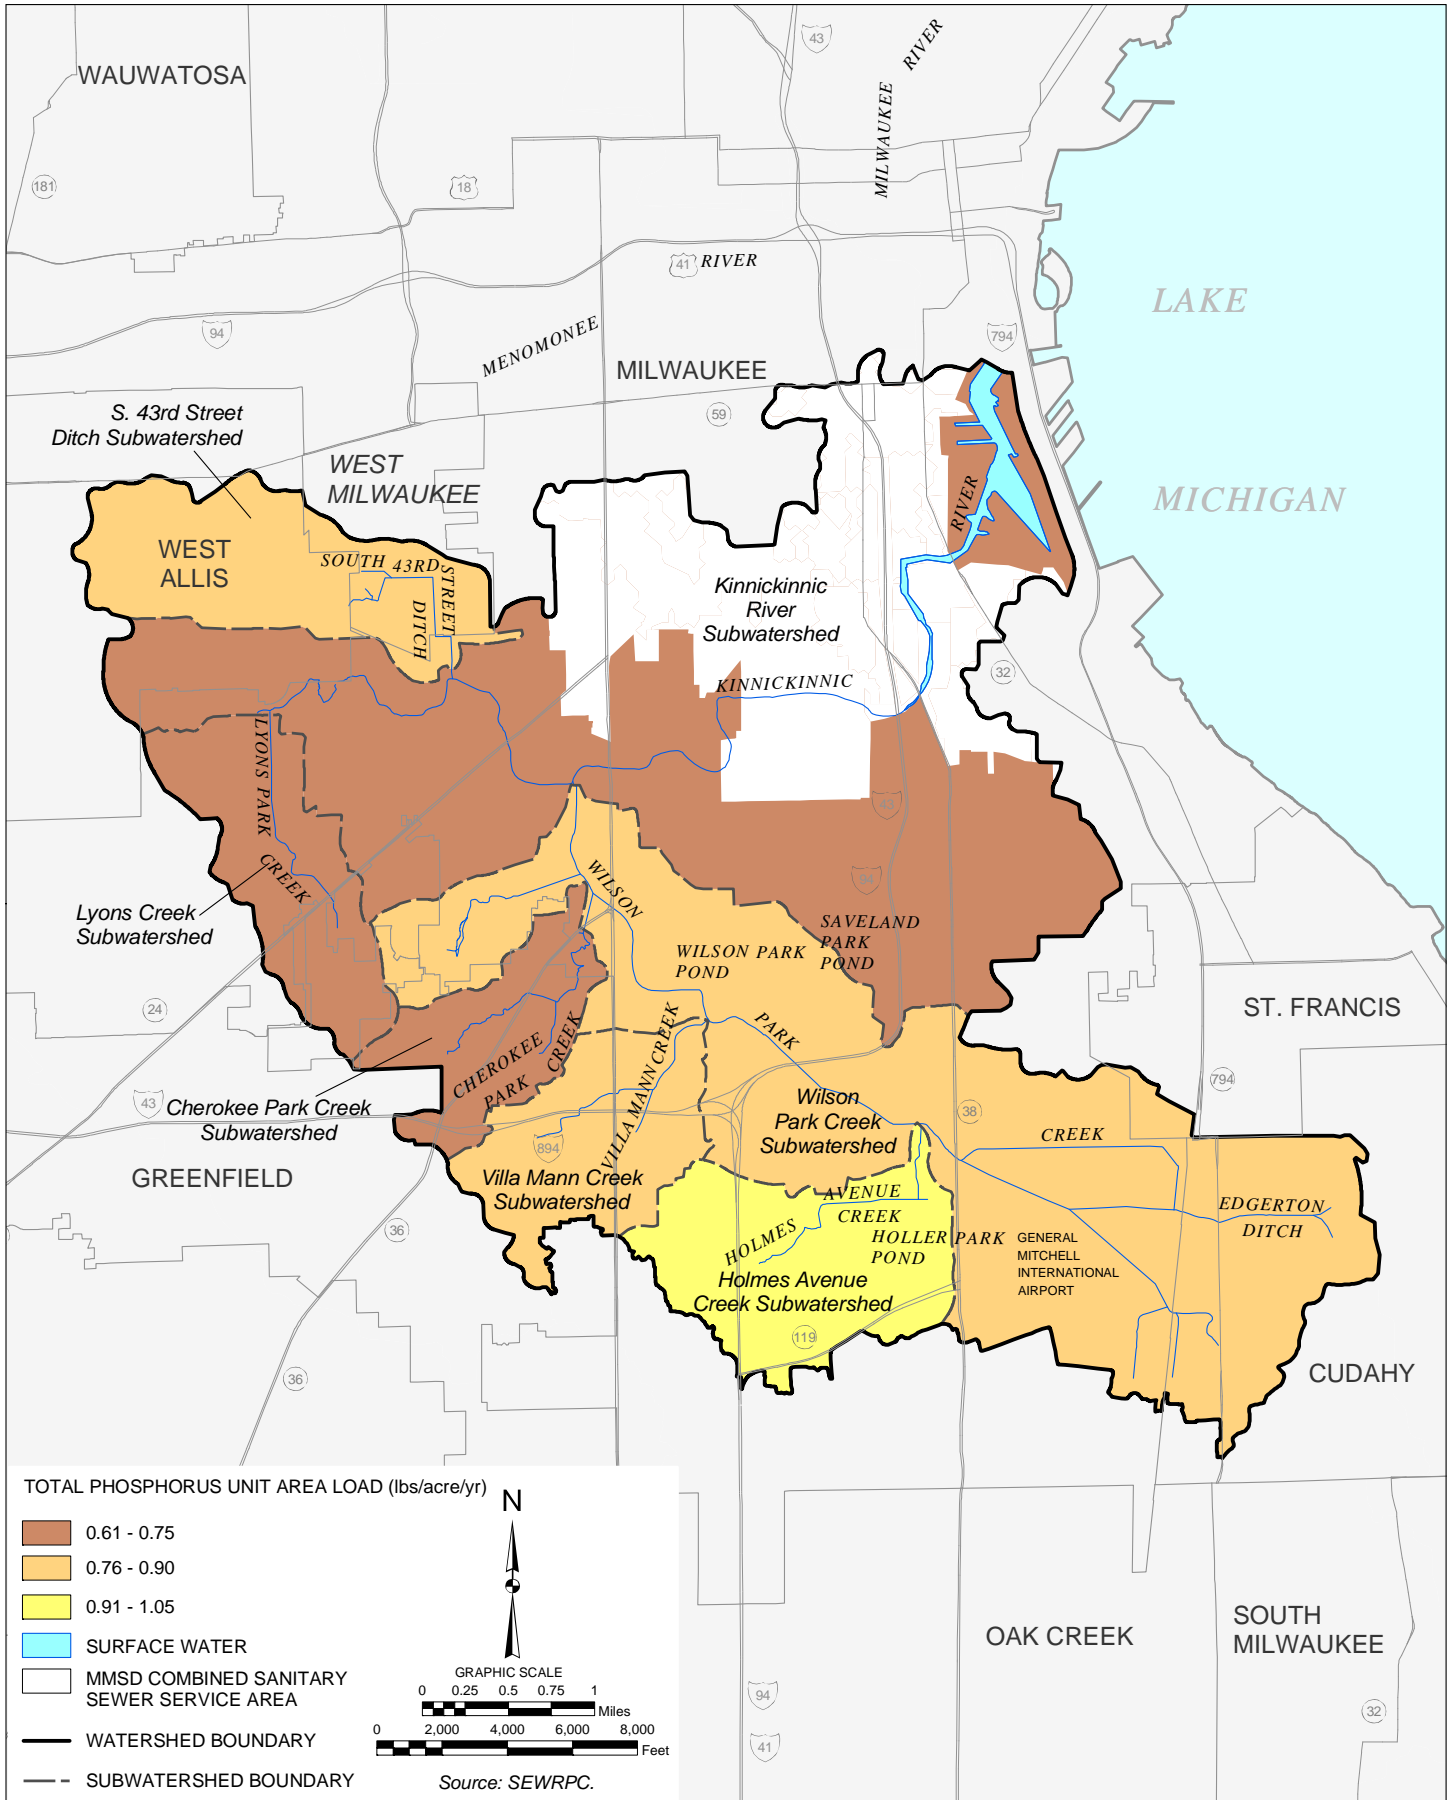 WAUWATOSA
43
MILWAUKEE
RIVER
181
18
41
RIVER
LAKE
94
MENOMONEE
794
MILWAUKEE
S. 43rd Street
Ditch Subwatershed
59
WEST
MILWAUKEE
MICHIGAN
RIVER
WEST
ALLIS
SOUTH 43RD
STREET
DITCH
Kinnickinnic
River
Subwatershed
32
KINNICKINNIC
LYONS PARK
CREEK
43
94
WILSON
Lyons Creek
Subwatershed
SAVELAND
PARK
POND
WILSON PARK
POND
24
ST. FRANCIS
PARK
CHEROKEE
PARK
CREEK
VILLA MANN
CREEK
794
43
Cherokee Park Creek
Subwatershed
Wilson
Park Creek
Subwatershed
38
CREEK
894
GREENFIELD
Villa Mann Creek
Subwatershed
AVENUE
CREEK
HOLMES
EDGERTON
DITCH
36
HOLLER PARK
POND
GENERAL
MITCHELL
INTERNATIONAL
AIRPORT
Holmes Avenue
Creek Subwatershed
119
36
CUDAHY
TOTAL PHOSPHORUS UNIT AREA LOAD (lbs/acre/yr)
0.61 - 0.75
0.76 - 0.90
0.91 - 1.05
SURFACE WATER
MMSD COMBINED SANITARY
SEWER SERVICE AREA
WATERSHED BOUNDARY
SUBWATERSHED BOUNDARY
N
GRAPHIC SCALE
0 0.25 0.5 0.75 1
Miles
0 2,000 4,000 6,000 8,000
Feet
Source: SEWRPC.
OAK CREEK
SOUTH
MILWAUKEE
94
41
32